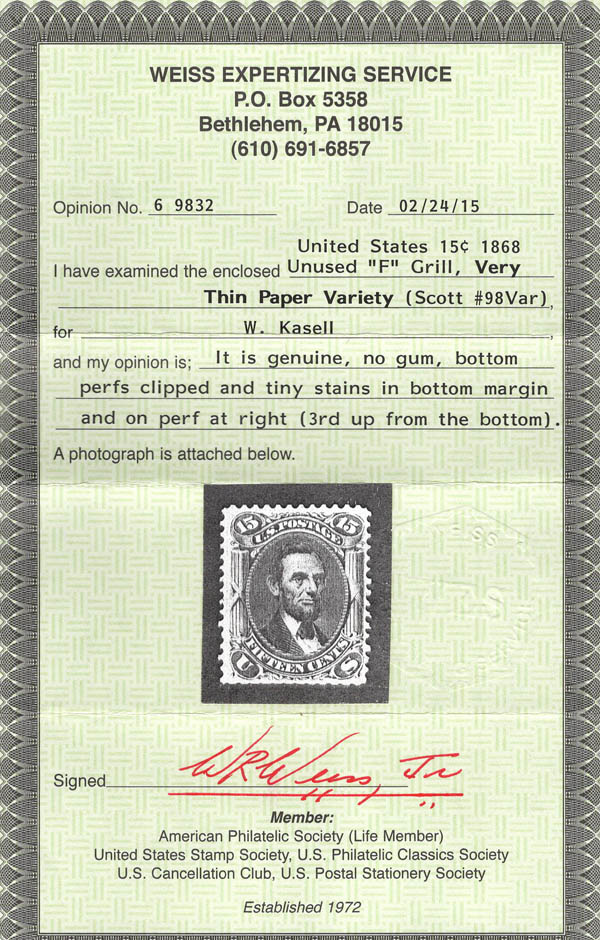 WEISS EXPERTIZING SERVICE
P.O. Box 5358
Bethlehem, PA 18015
(610) 691-6857
Opinion No. 6 9832 Date 02/24/15
United States 15¢ 1868
I have examined the enclosed Unused "F" Grill, Very
Thin Paper Variety (Scott #98Var),
for W. Kasell,
and my opinion is; It is genuine, no gum, bottom
perfs clipped and tiny stains in bottom margin
and on perf at right (3rd up from the bottom).
A photograph is attached below.
15 15
U.S. POSTAGE
FIFTEEN CENTS
U S
Signed WRWeiss, Jr
Member:
American Philatelic Society (Life Member)
United States Stamp Society, U.S. Philatelic Classics Society
U.S. Cancellation Club, U.S. Postal Stationery Society
Established 1972